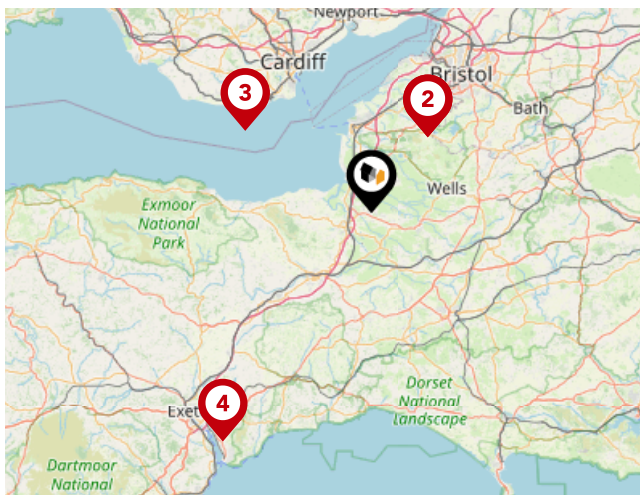 Newport
Cardiff
3
Bristol
2
Bath
Wells
Exmoor
National
Park
Dorset
National
Landscape
4
Exet
Dartmoor
National